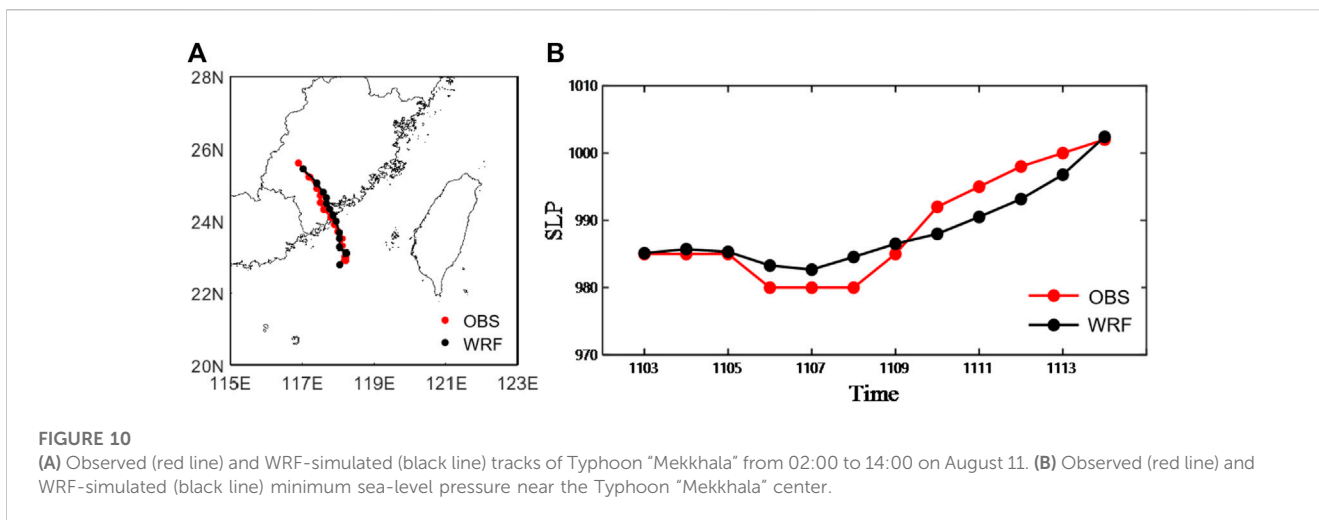 A
28N
26N
24N
22N
20N
115E 117E 119E 121E 123E
OBS
WRF
B
1010
1000
990
980
970
SLP
1103 1105 1107 1109 1111 1113
Time
OBS
WRF
FIGURE 10
(A) Observed (red line) and WRF-simulated (black line) tracks of Typhoon “Mekkhala” from 02:00 to 14:00 on August 11. (B) Observed (red line) and
WRF-simulated (black line) minimum sea-level pressure near the Typhoon “Mekkhala” center.